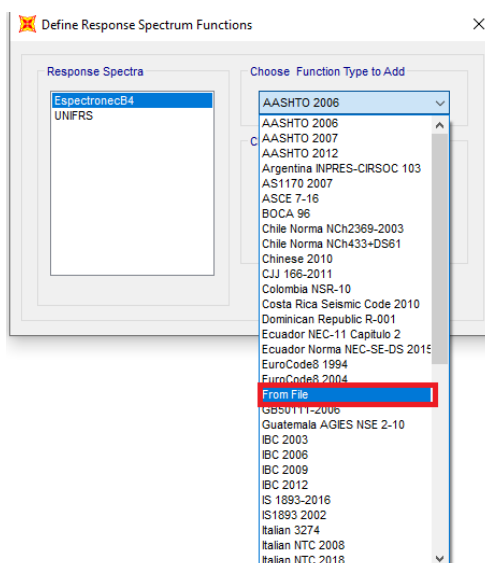 Define Response Spectrum Functions
Response Spectra
EspectronecB4
UNIFRS
Choose Function Type to Add
AASHTO 2006
AASHTO 2006
AASHTO 2007
AASHTO 2012
Argentina INPRES-CIRSOC 103
AS1170 2007
ASCE 7-16
BOCA 96
Chile Norma NCh2369-2003
Chile Norma NCh433+DS61
Chinese 2010
CJJ 166-2011
Colombia NSR-10
Costa Rica Seismic Code 2010
Dominican Republic R-001
Ecuador NEC-11 Capitulo 2
Ecuador Norma NEC-SE-DS 2015
EuroCode8 1994
EuroCode8 2004
From File
GB50111-2006
Guatemala AGIES NSE 2-10
IBC 2003
IBC 2006
IBC 2009
IBC 2012
IS 1893-2016
IS1893 2002
Italian 3274
Italian NTC 2008
Italian NTC 2018